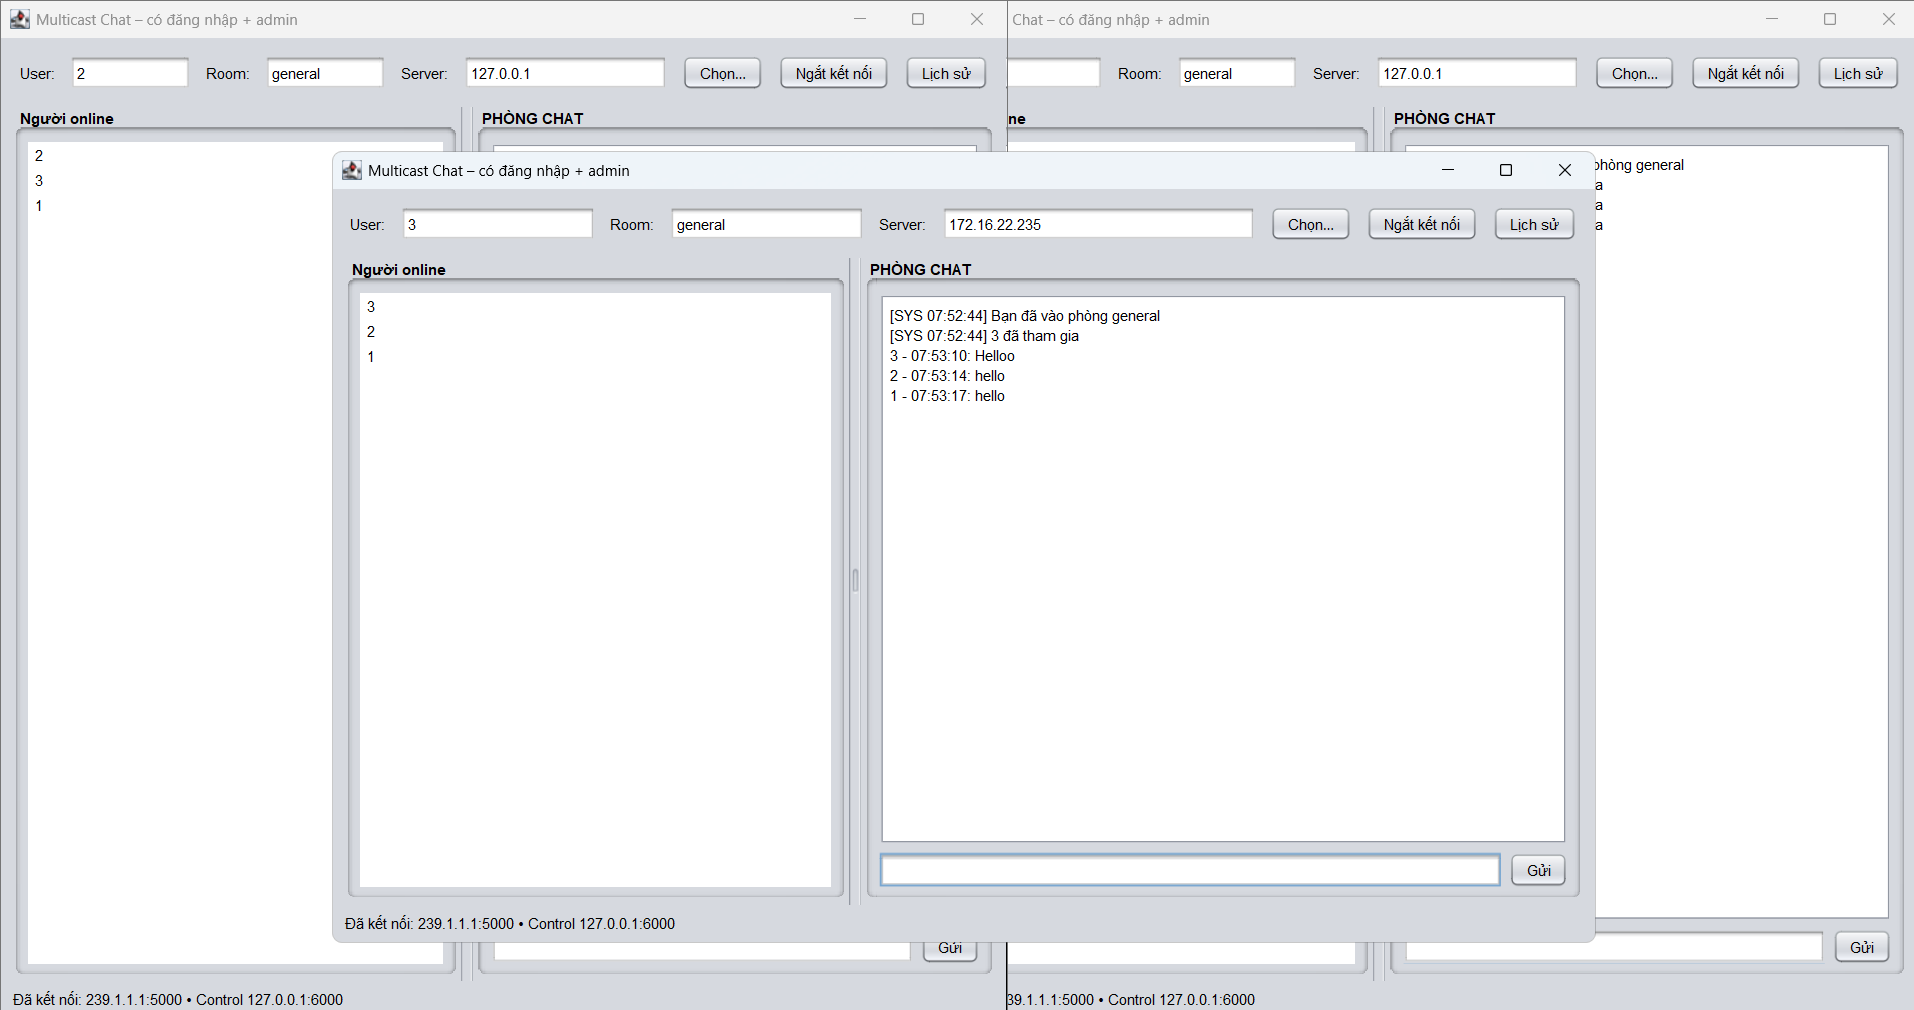 Multicast Chat – có đăng nhập + admin
User: 2 Room: general Server: 127.0.0.1 Chọn... Ngắt kết nối Lịch sử
Người online
2
3
1
PHÒNG CHAT
Gửi
Đã kết nối: 239.1.1.1:5000 • Control 127.0.0.1:6000
Chat – có đăng nhập + admin
Room: general Server: 127.0.0.1 Chọn... Ngắt kết nối Lịch sử
ne
PHÒNG CHAT
phòng general
a
a
a
Gửi
39.1.1.1:5000 • Control 127.0.0.1:6000
Multicast Chat – có đăng nhập + admin
User: 3 Room: general Server: 172.16.22.235 Chọn... Ngắt kết nối Lịch sử
Người online
3
2
1
PHÒNG CHAT
[SYS 07:52:44] Bạn đã vào phòng general
[SYS 07:52:44] 3 đã tham gia
3 - 07:53:10: Helloo
2 - 07:53:14: hello
1 - 07:53:17: hello
Gửi
Đã kết nối: 239.1.1.1:5000 • Control 127.0.0.1:6000